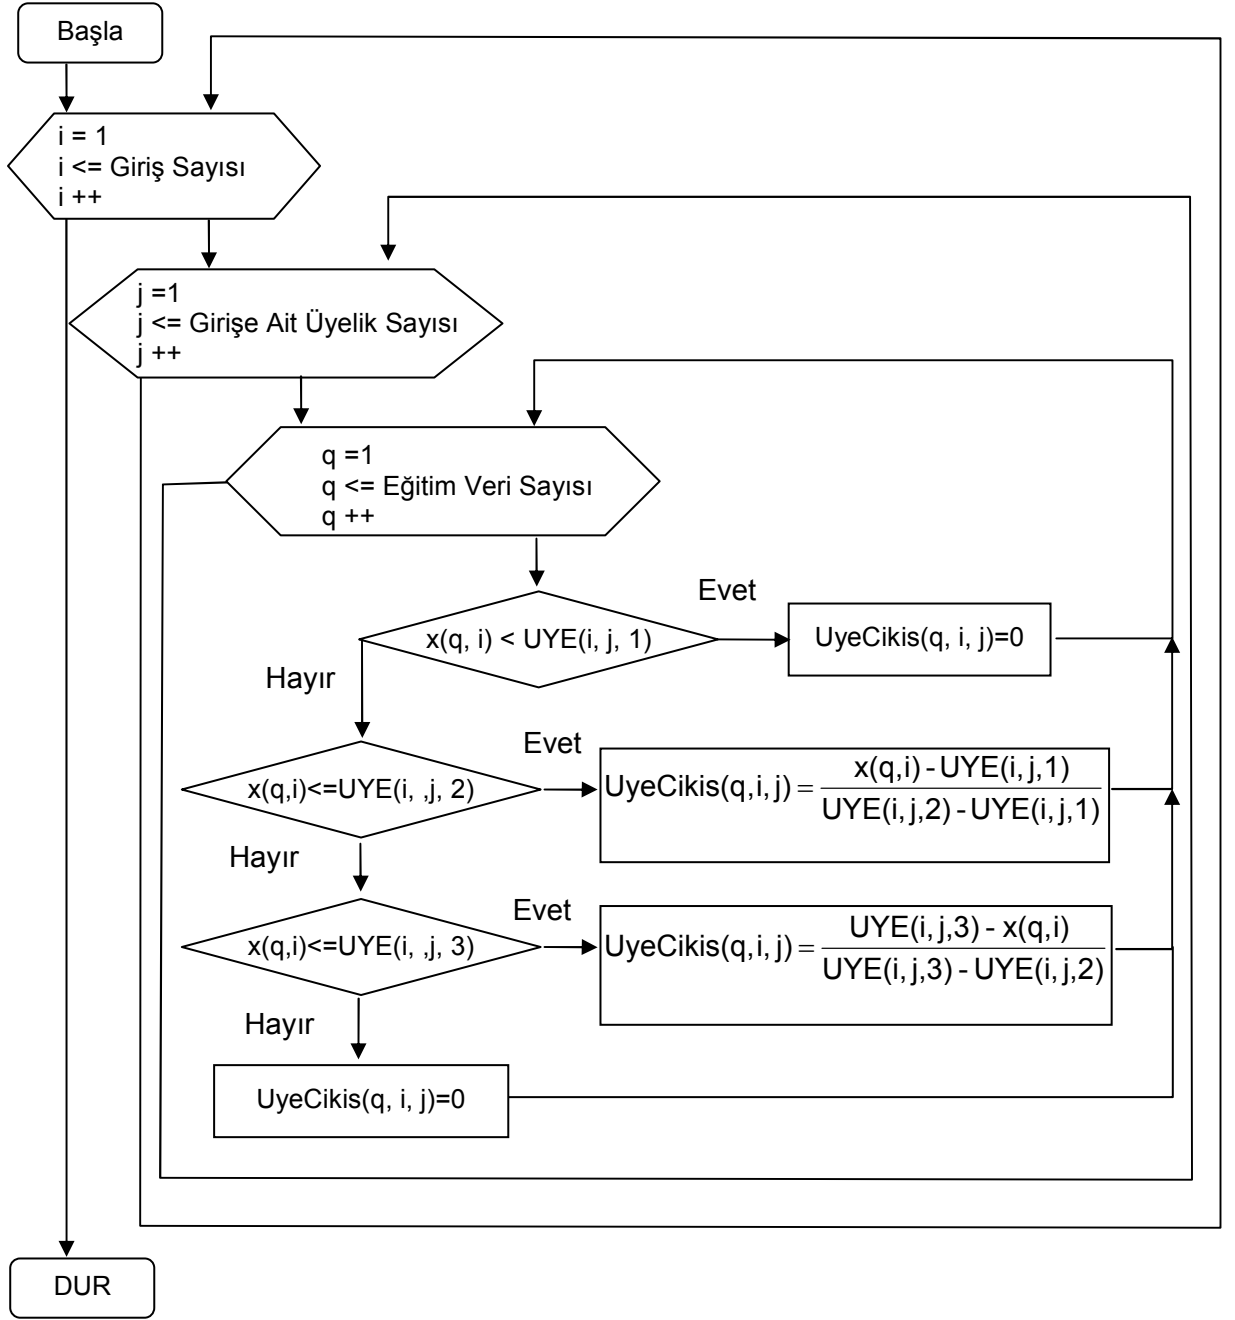 Başla
i = 1
i <= Giriş Sayısı
i ++
j =1
j <= Girişe Ait Üyelik Sayısı
j ++
q =1
q <= Eğitim Veri Sayısı
q ++
Evet
x(q, i) < UYE(i, j, 1)
UyeCikis(q, i, j)=0
Hayır
Evet
x(q,i)<=UYE(i, ,j, 2)
UyeCikis(q,i,j) = x(q,i) - UYE(i, j,1)
UYE(i, j,2) - UYE(i, j,1)
Hayır
Evet
x(q,i)<=UYE(i, ,j, 3)
UyeCikis(q,i,j) = UYE(i, j,3) - x(q,i)
UYE(i, j,3) - UYE(i, j,2)
Hayır
UyeCikis(q, i, j)=0
DUR